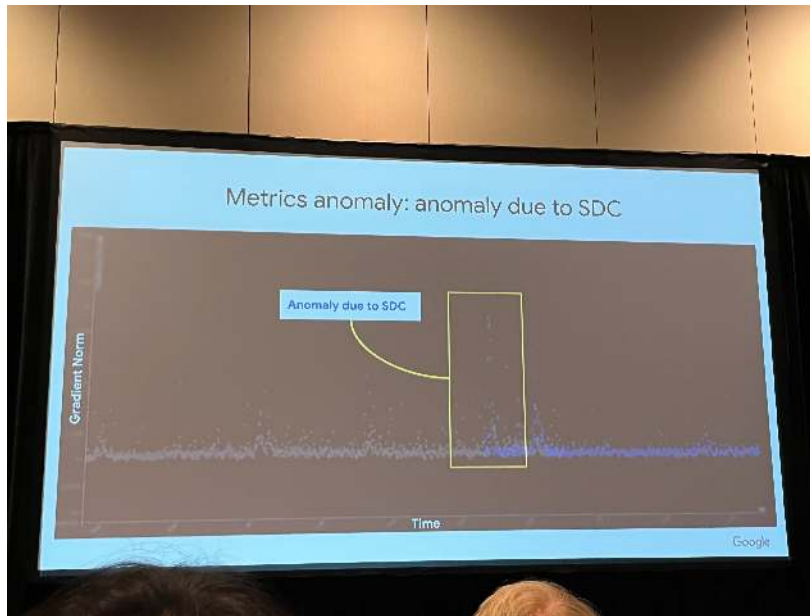 Metrics anomaly: anomaly due to SDC
Anomaly due to SDC
Gradient Norm
Time
Google